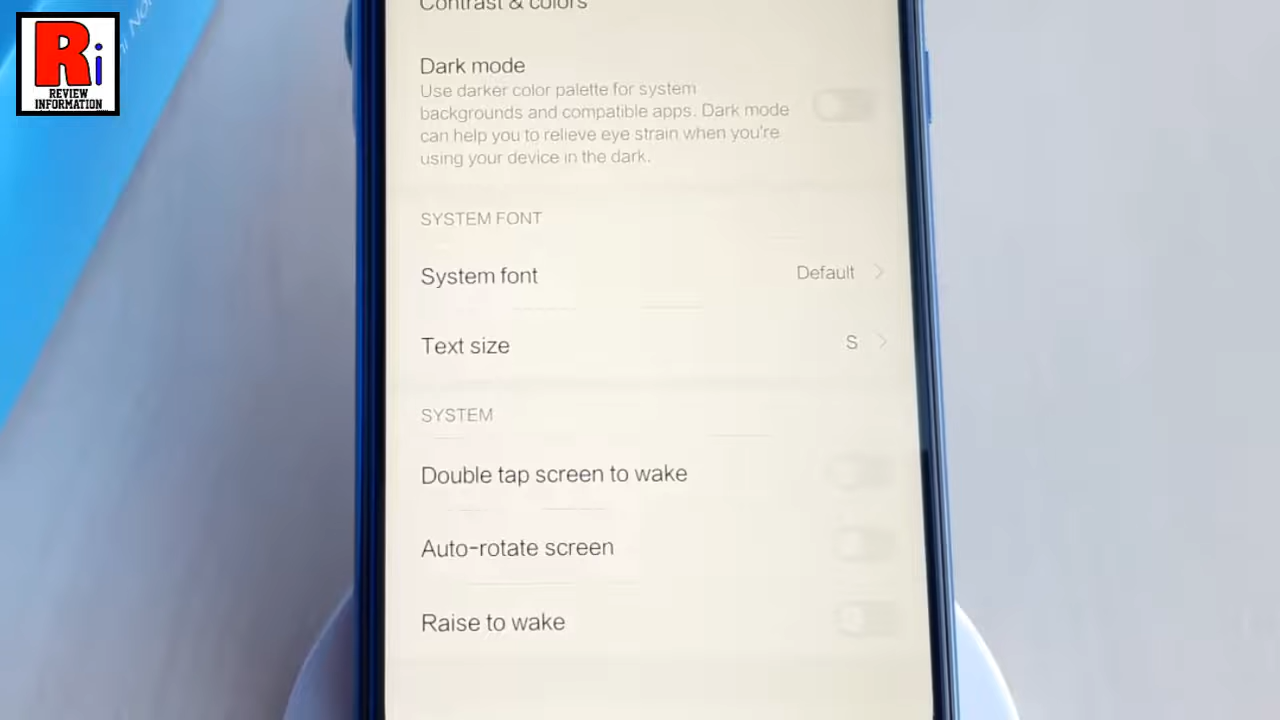 Ri
REVIEW
INFORMATION
Contrast & colors
Dark mode
Use darker color palette for system
backgrounds and compatible apps. Dark mode
can help you to relieve eye strain when you're
using your device in the dark.
SYSTEM FONT
System font
Default
Text size
S
SYSTEM
Double tap screen to wake
Auto-rotate screen
Raise to wake